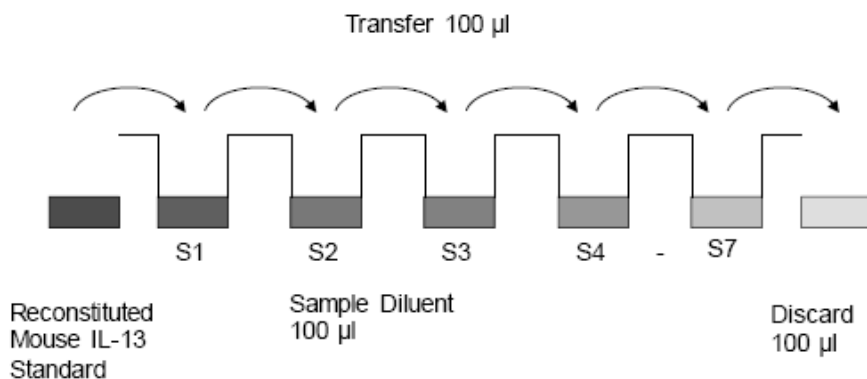 Transfer 100 µl
S1 S2 S3 S4 - S7
Reconstituted
Mouse IL-13
Standard
Sample Diluent
100 µl
Discard
100 µl